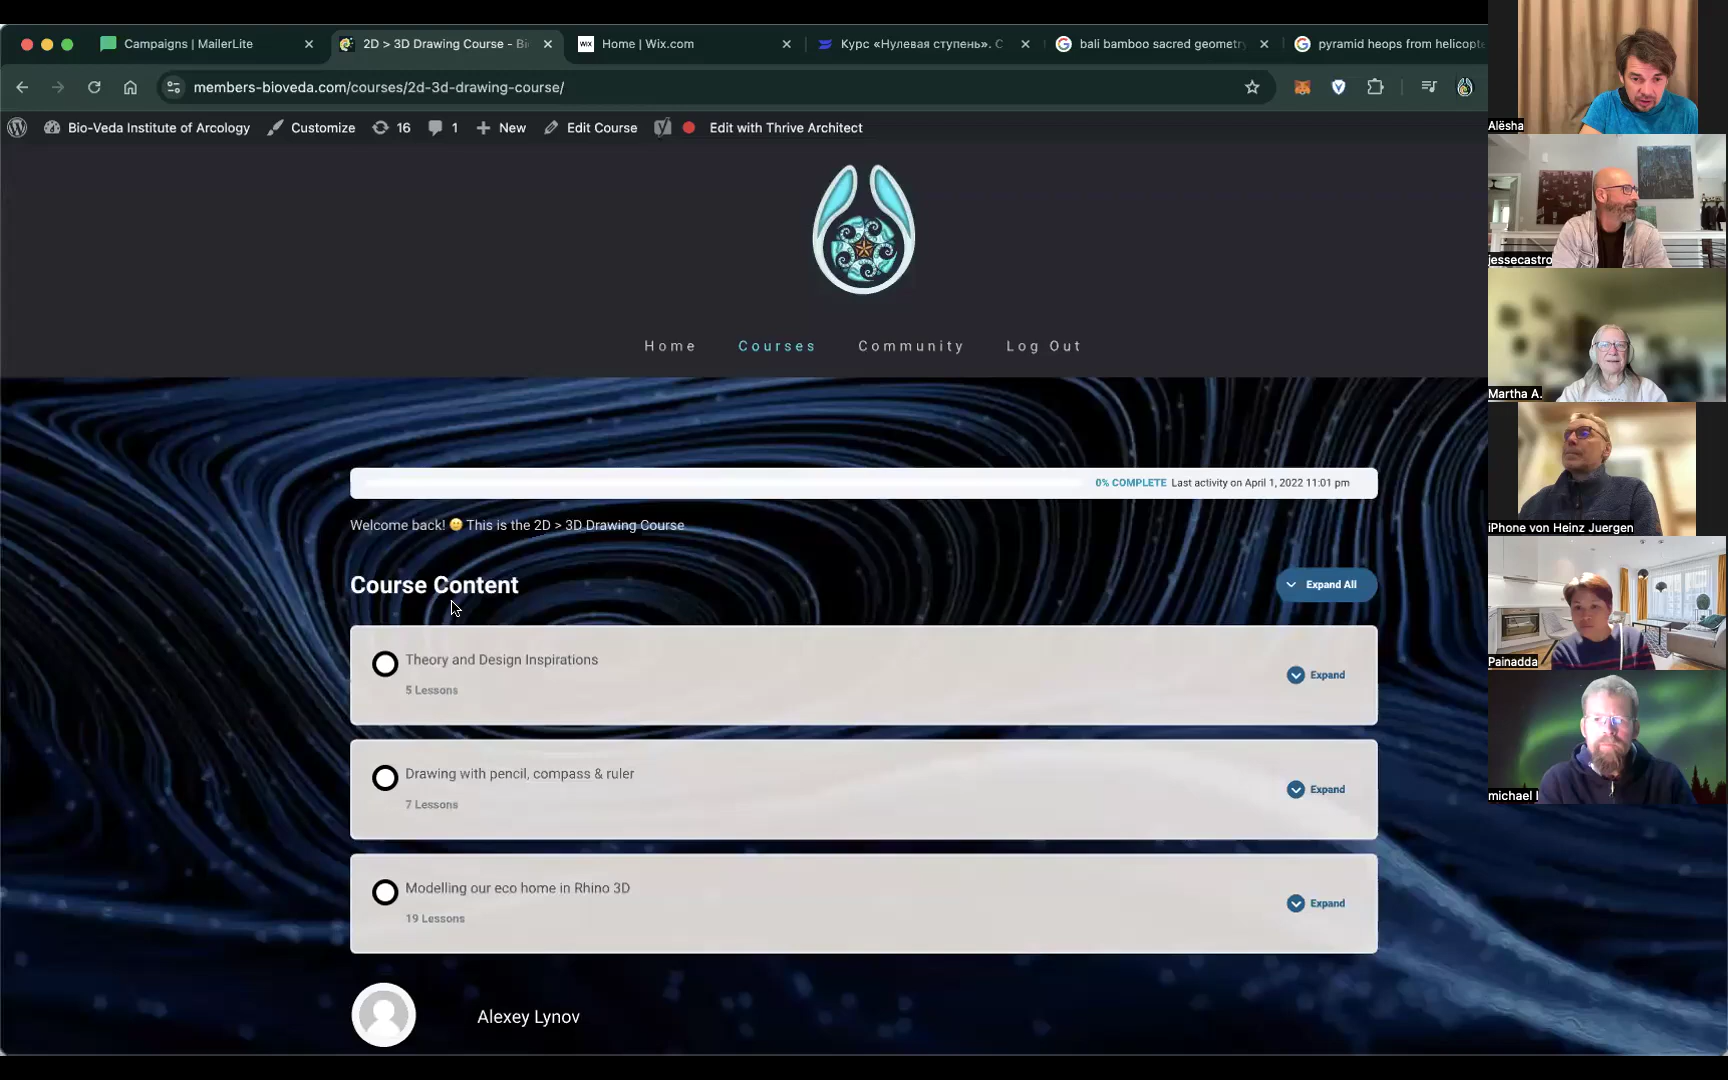 Campaigns | MailerLite
2D > 3D Drawing Course - Bi
WiX
Home | Wix.com
Курс «Нулевая ступень». С
bali bamboo sacred geometry
pyramid heops from helicopte
members-bioveda.com/courses/2d-3d-drawing-course/
Bio-Veda Institute of Arcology
Customize
16
1
New
Edit Course
Edit with Thrive Architect
Home
Courses
Community
Log Out
0% COMPLETE Last activity on April 1, 2022 11:01 pm
Welcome back! 🙂 This is the 2D > 3D Drawing Course
Course Content
Expand All
Theory and Design Inspirations
5 Lessons
Expand
Drawing with pencil, compass & ruler
7 Lessons
Expand
Modelling our eco home in Rhino 3D
19 Lessons
Expand
Alexey Lynov
Alësha
jessecastro
Martha A.
iPhone von Heinz Juergen
Painadda
michael l